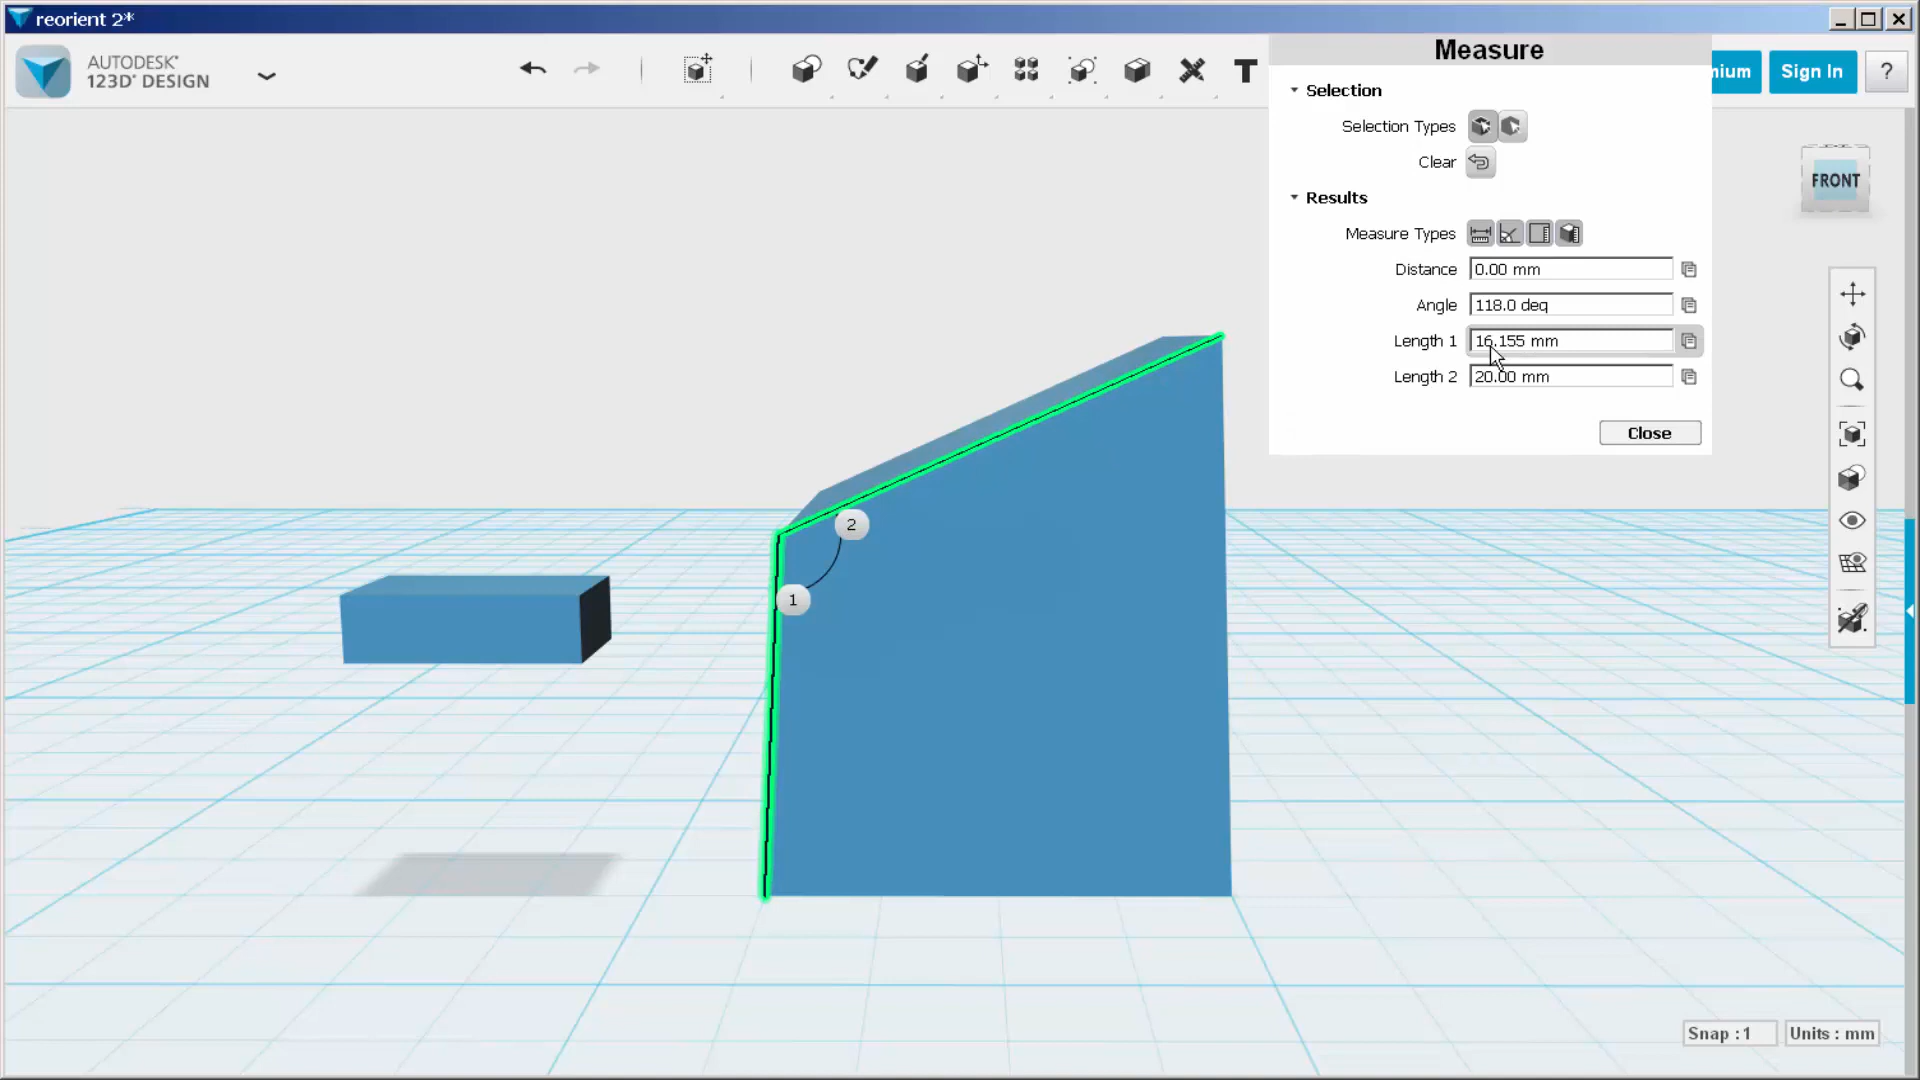 reorient 2*
AUTODESK®
123D® DESIGN
T
Measure
mium
Sign In
?
Selection
Selection Types
Clear
Results
Measure Types
Distance 0.00 mm
Angle 118.0 deg
Length 1 16.155 mm
Length 2 20.00 mm
Close
FRONT
2
1
Snap : 1
Units : mm